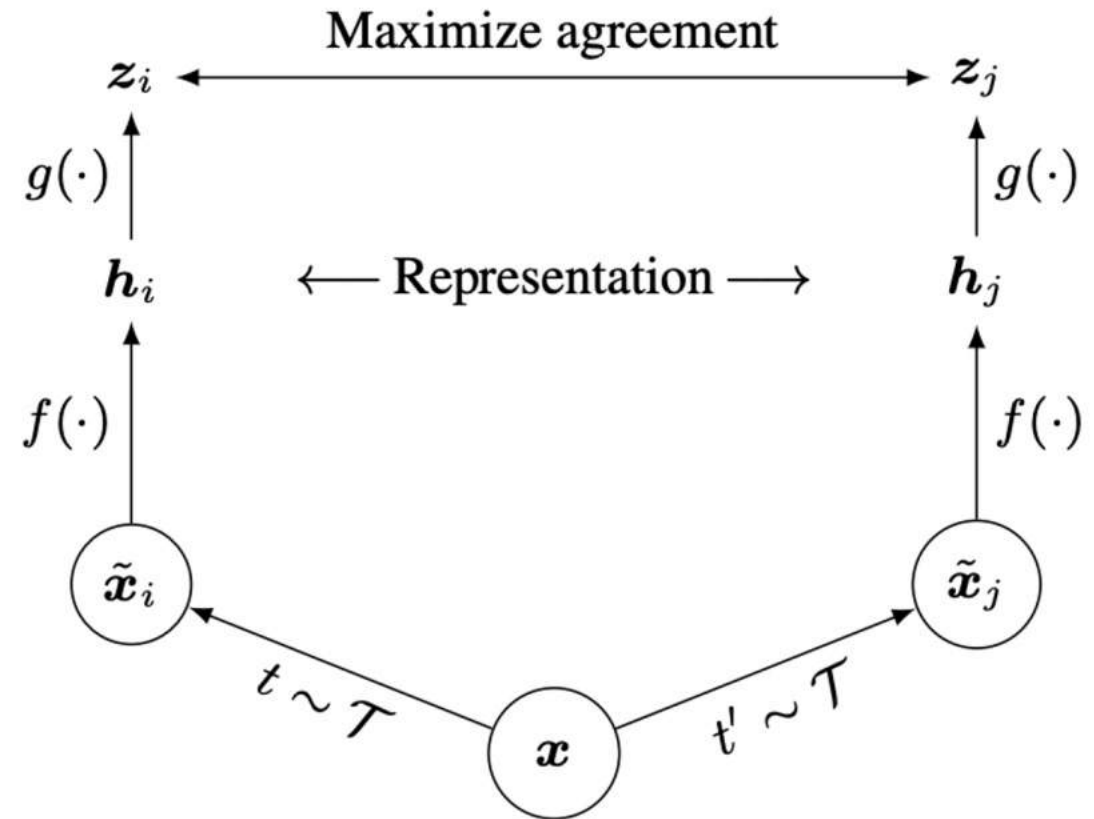 Maximize agreement
z_i z_j
g(·) g(·)
h_i ← Representation → h_j
f(·) f(·)
x̃_i x̃_j
t ~ 𝒯 t' ~ 𝒯
x